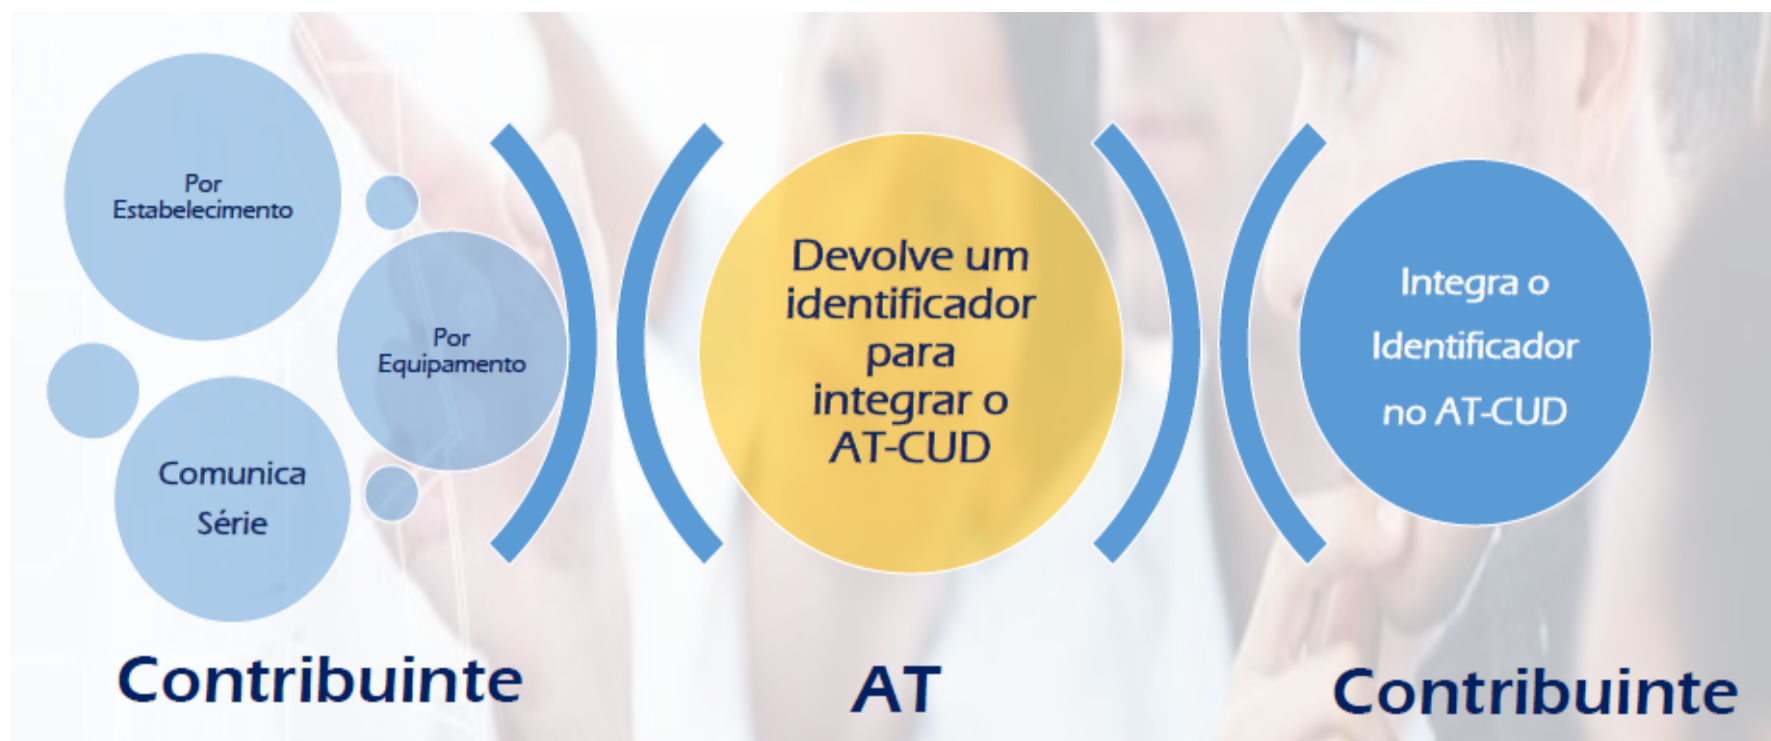 Por
Estabelecimento
Por
Equipamento
Comunica
Série
Contribuinte
Devolve um
identificador
para
integrar o
AT-CUD
AT
Integra o
Identificador
no AT-CUD
Contribuinte